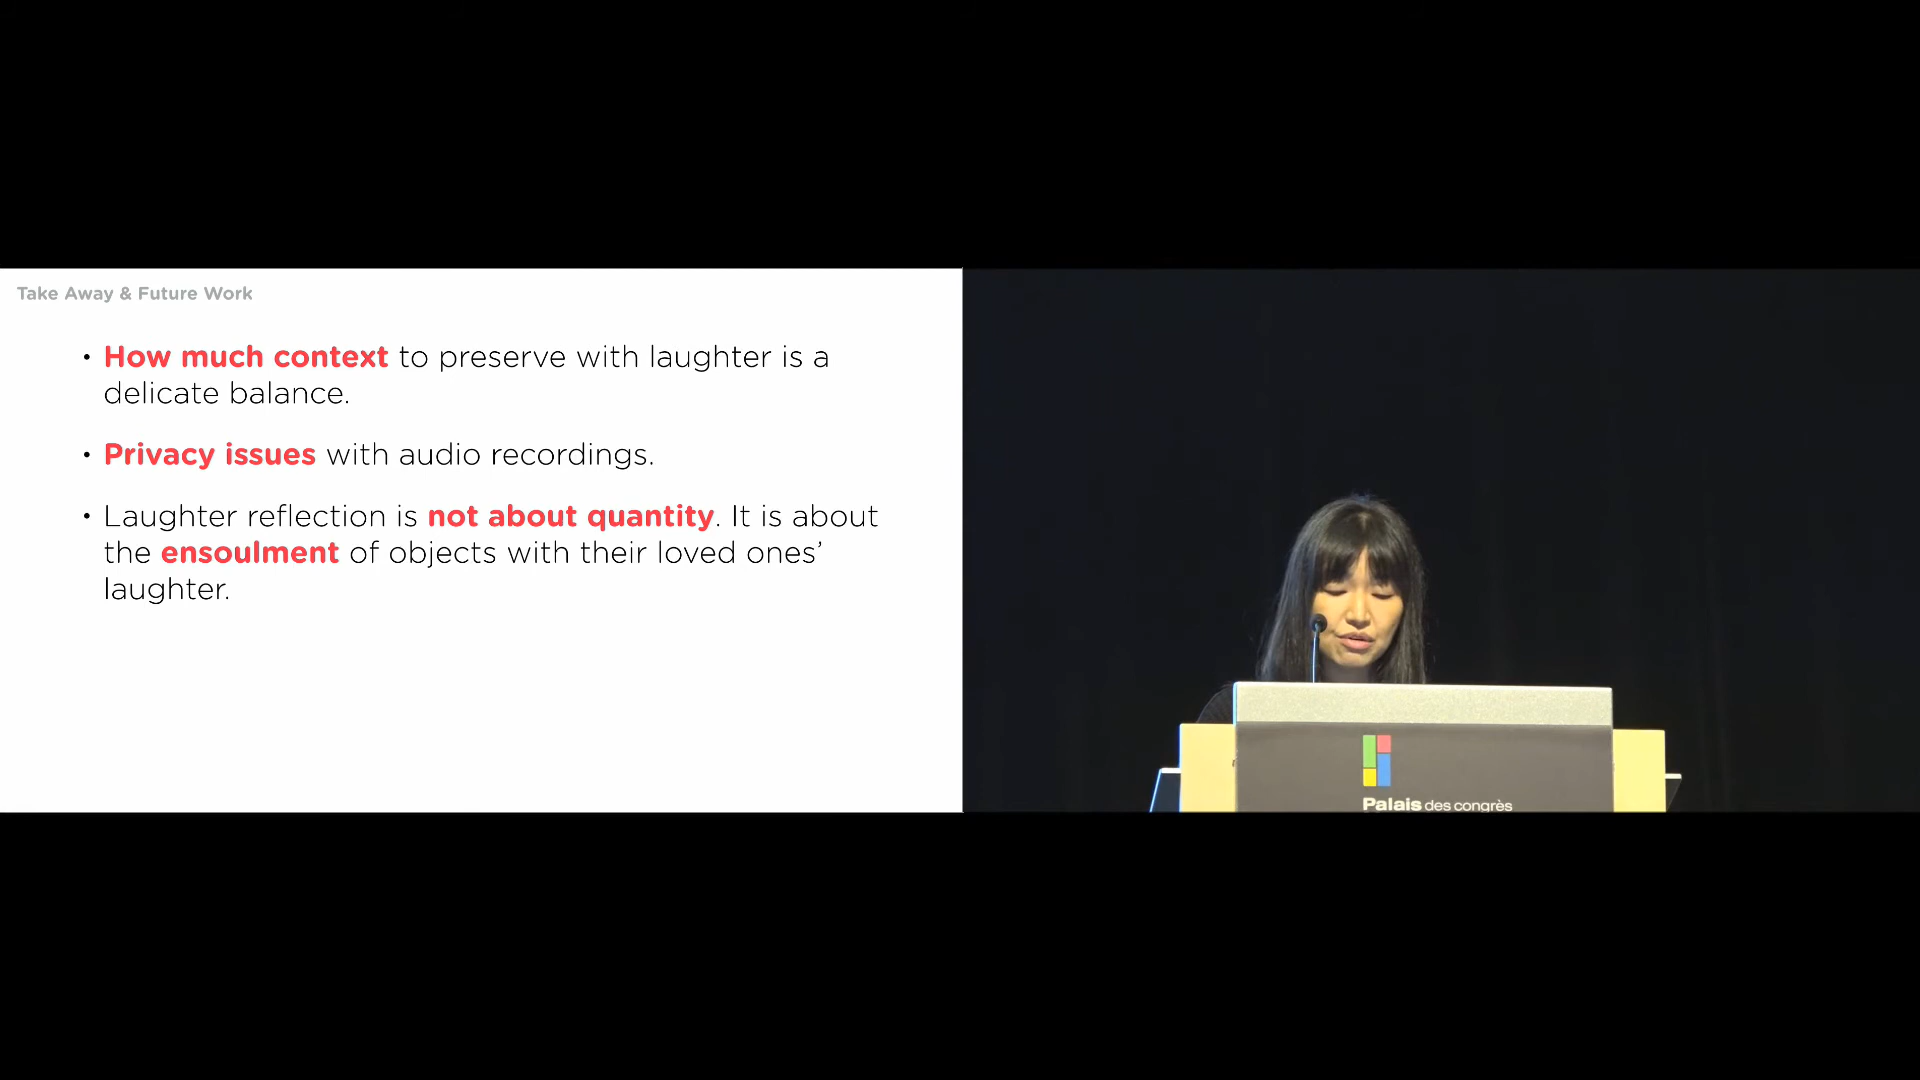 Take Away & Future Work
• How much context to preserve with laughter is a
delicate balance.
• Privacy issues with audio recordings.
• Laughter reflection is not about quantity. It is about
the ensoulment of objects with their loved ones’
laughter.
Palais des congrès